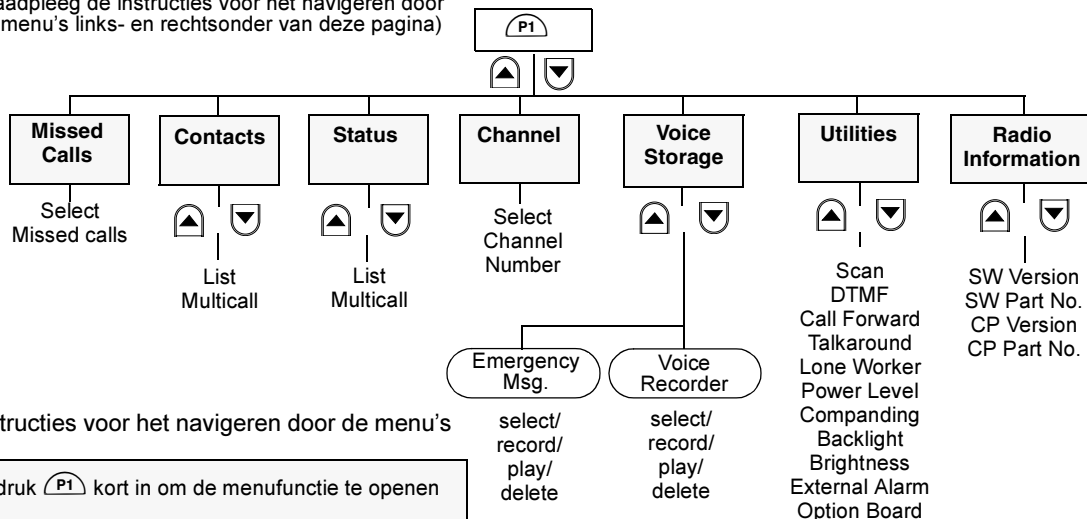 aadpleeg de instructies voor het navigeren door
menu's links- en rechtsonder van deze pagina)
P1
Missed
Calls
Contacts
Status
Channel
Voice
Storage
Utilities
Radio
Information
Select
Missed calls
List
Multicall
List
Multicall
Select
Channel
Number
Emergency
Msg.
select/
record/
play/
delete
Voice
Recorder
select/
record/
play/
delete
Scan
DTMF
Call Forward
Talkaround
Lone Worker
Power Level
Companding
Backlight
Brightness
External Alarm
Option Board
SW Version
SW Part No.
CP Version
CP Part No.
tructies voor het navigeren door de menu's
druk P1 kort in om de menufunctie te openen